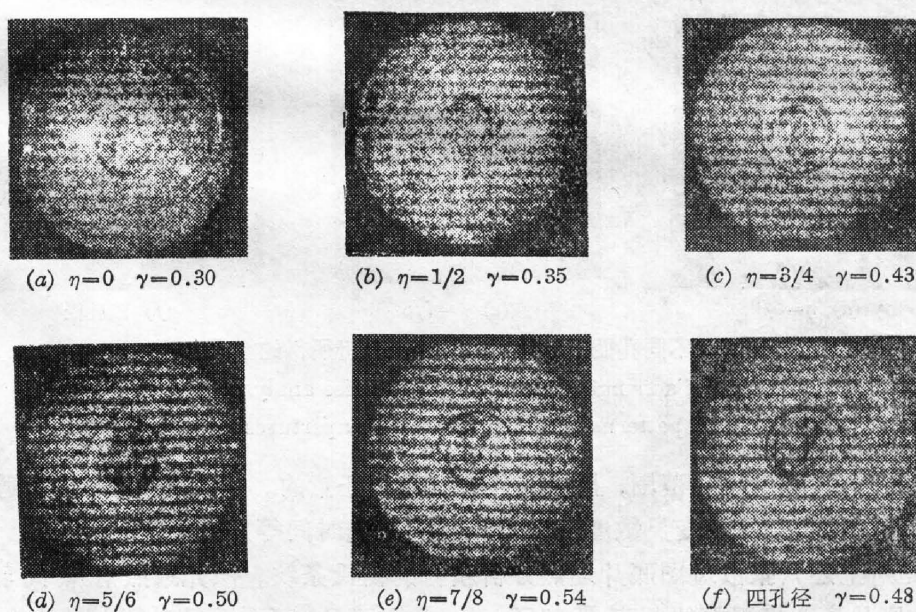 (a) η=0 γ=0.30
(b) η=1/2 γ=0.35
(c) η=3/4 γ=0.43
(d) η=5/6 γ=0.50
(e) η=7/8 γ=0.54
(f) 四孔径 γ=0.48